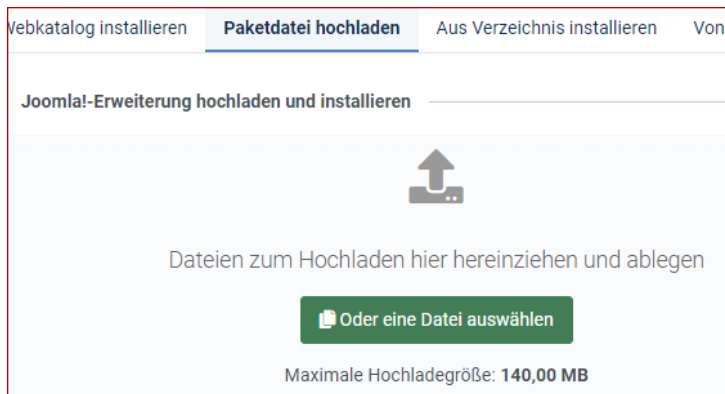 Webkatalog installieren Paketdatei hochladen Aus Verzeichnis installieren Von
Joomla!-Erweiterung hochladen und installieren
Dateien zum Hochladen hier hereinziehen und ablegen
Oder eine Datei auswählen
Maximale Hochladegröße: 140,00 MB